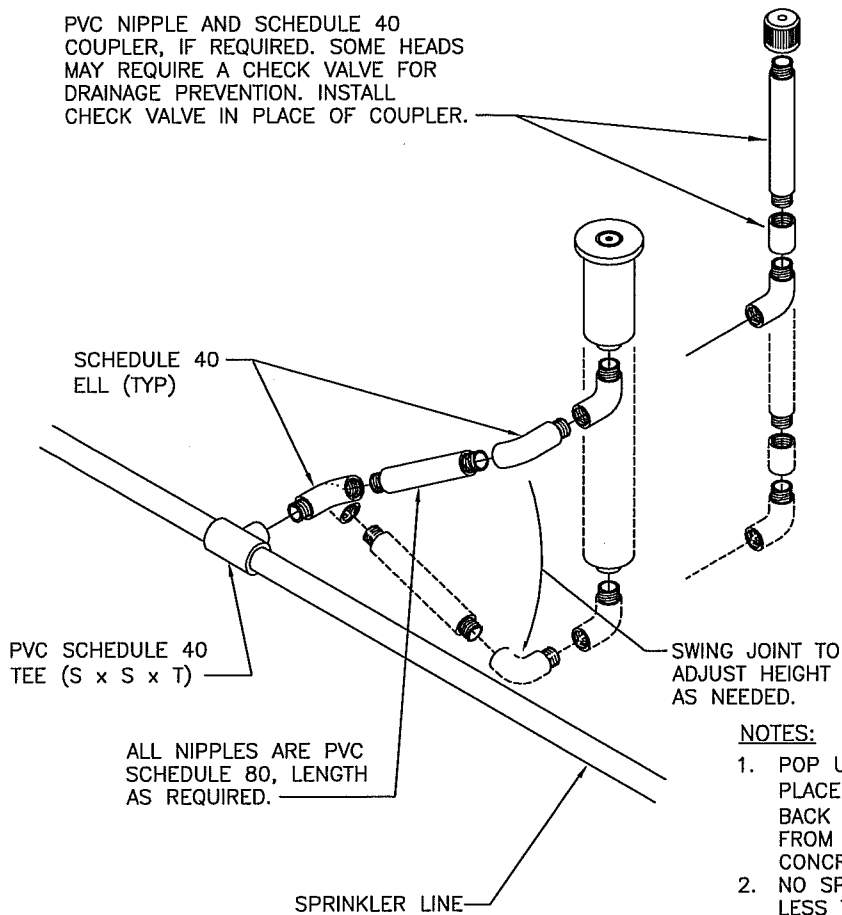 PVC NIPPLE AND SCHEDULE 40
COUPLER, IF REQUIRED. SOME HEADS
MAY REQUIRE A CHECK VALVE FOR
DRAINAGE PREVENTION. INSTALL
CHECK VALVE IN PLACE OF COUPLER.
SCHEDULE 40
ELL (TYP)
PVC SCHEDULE 40
TEE (S x S x T)
SWING JOINT TO
ADJUST HEIGHT
AS NEEDED.
ALL NIPPLES ARE PVC
SCHEDULE 80, LENGTH
AS REQUIRED.
SPRINKLER LINE
NOTES:
1. POP U
PLACE
BACK
FROM
CONCR
2. NO SP
LESS